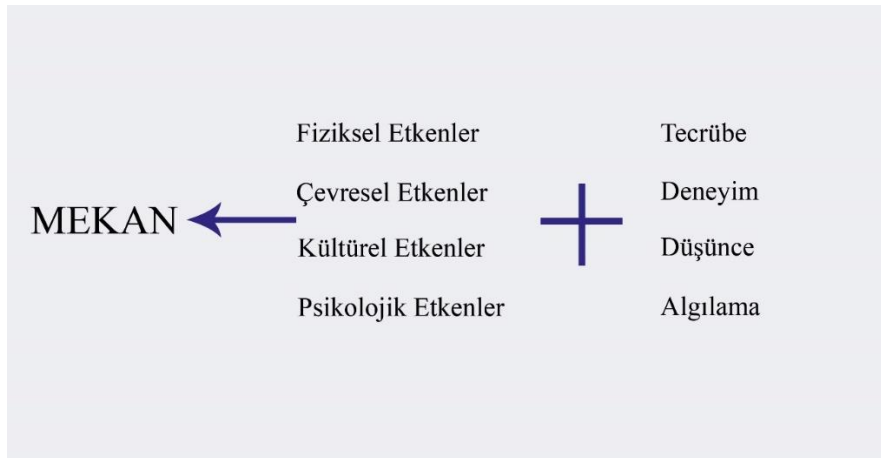 MEKAN
Fiziksel Etkenler
Çevresel Etkenler
Kültürel Etkenler
Psikolojik Etkenler
Tecrübe
Deneyim
Düşünce
Algılama